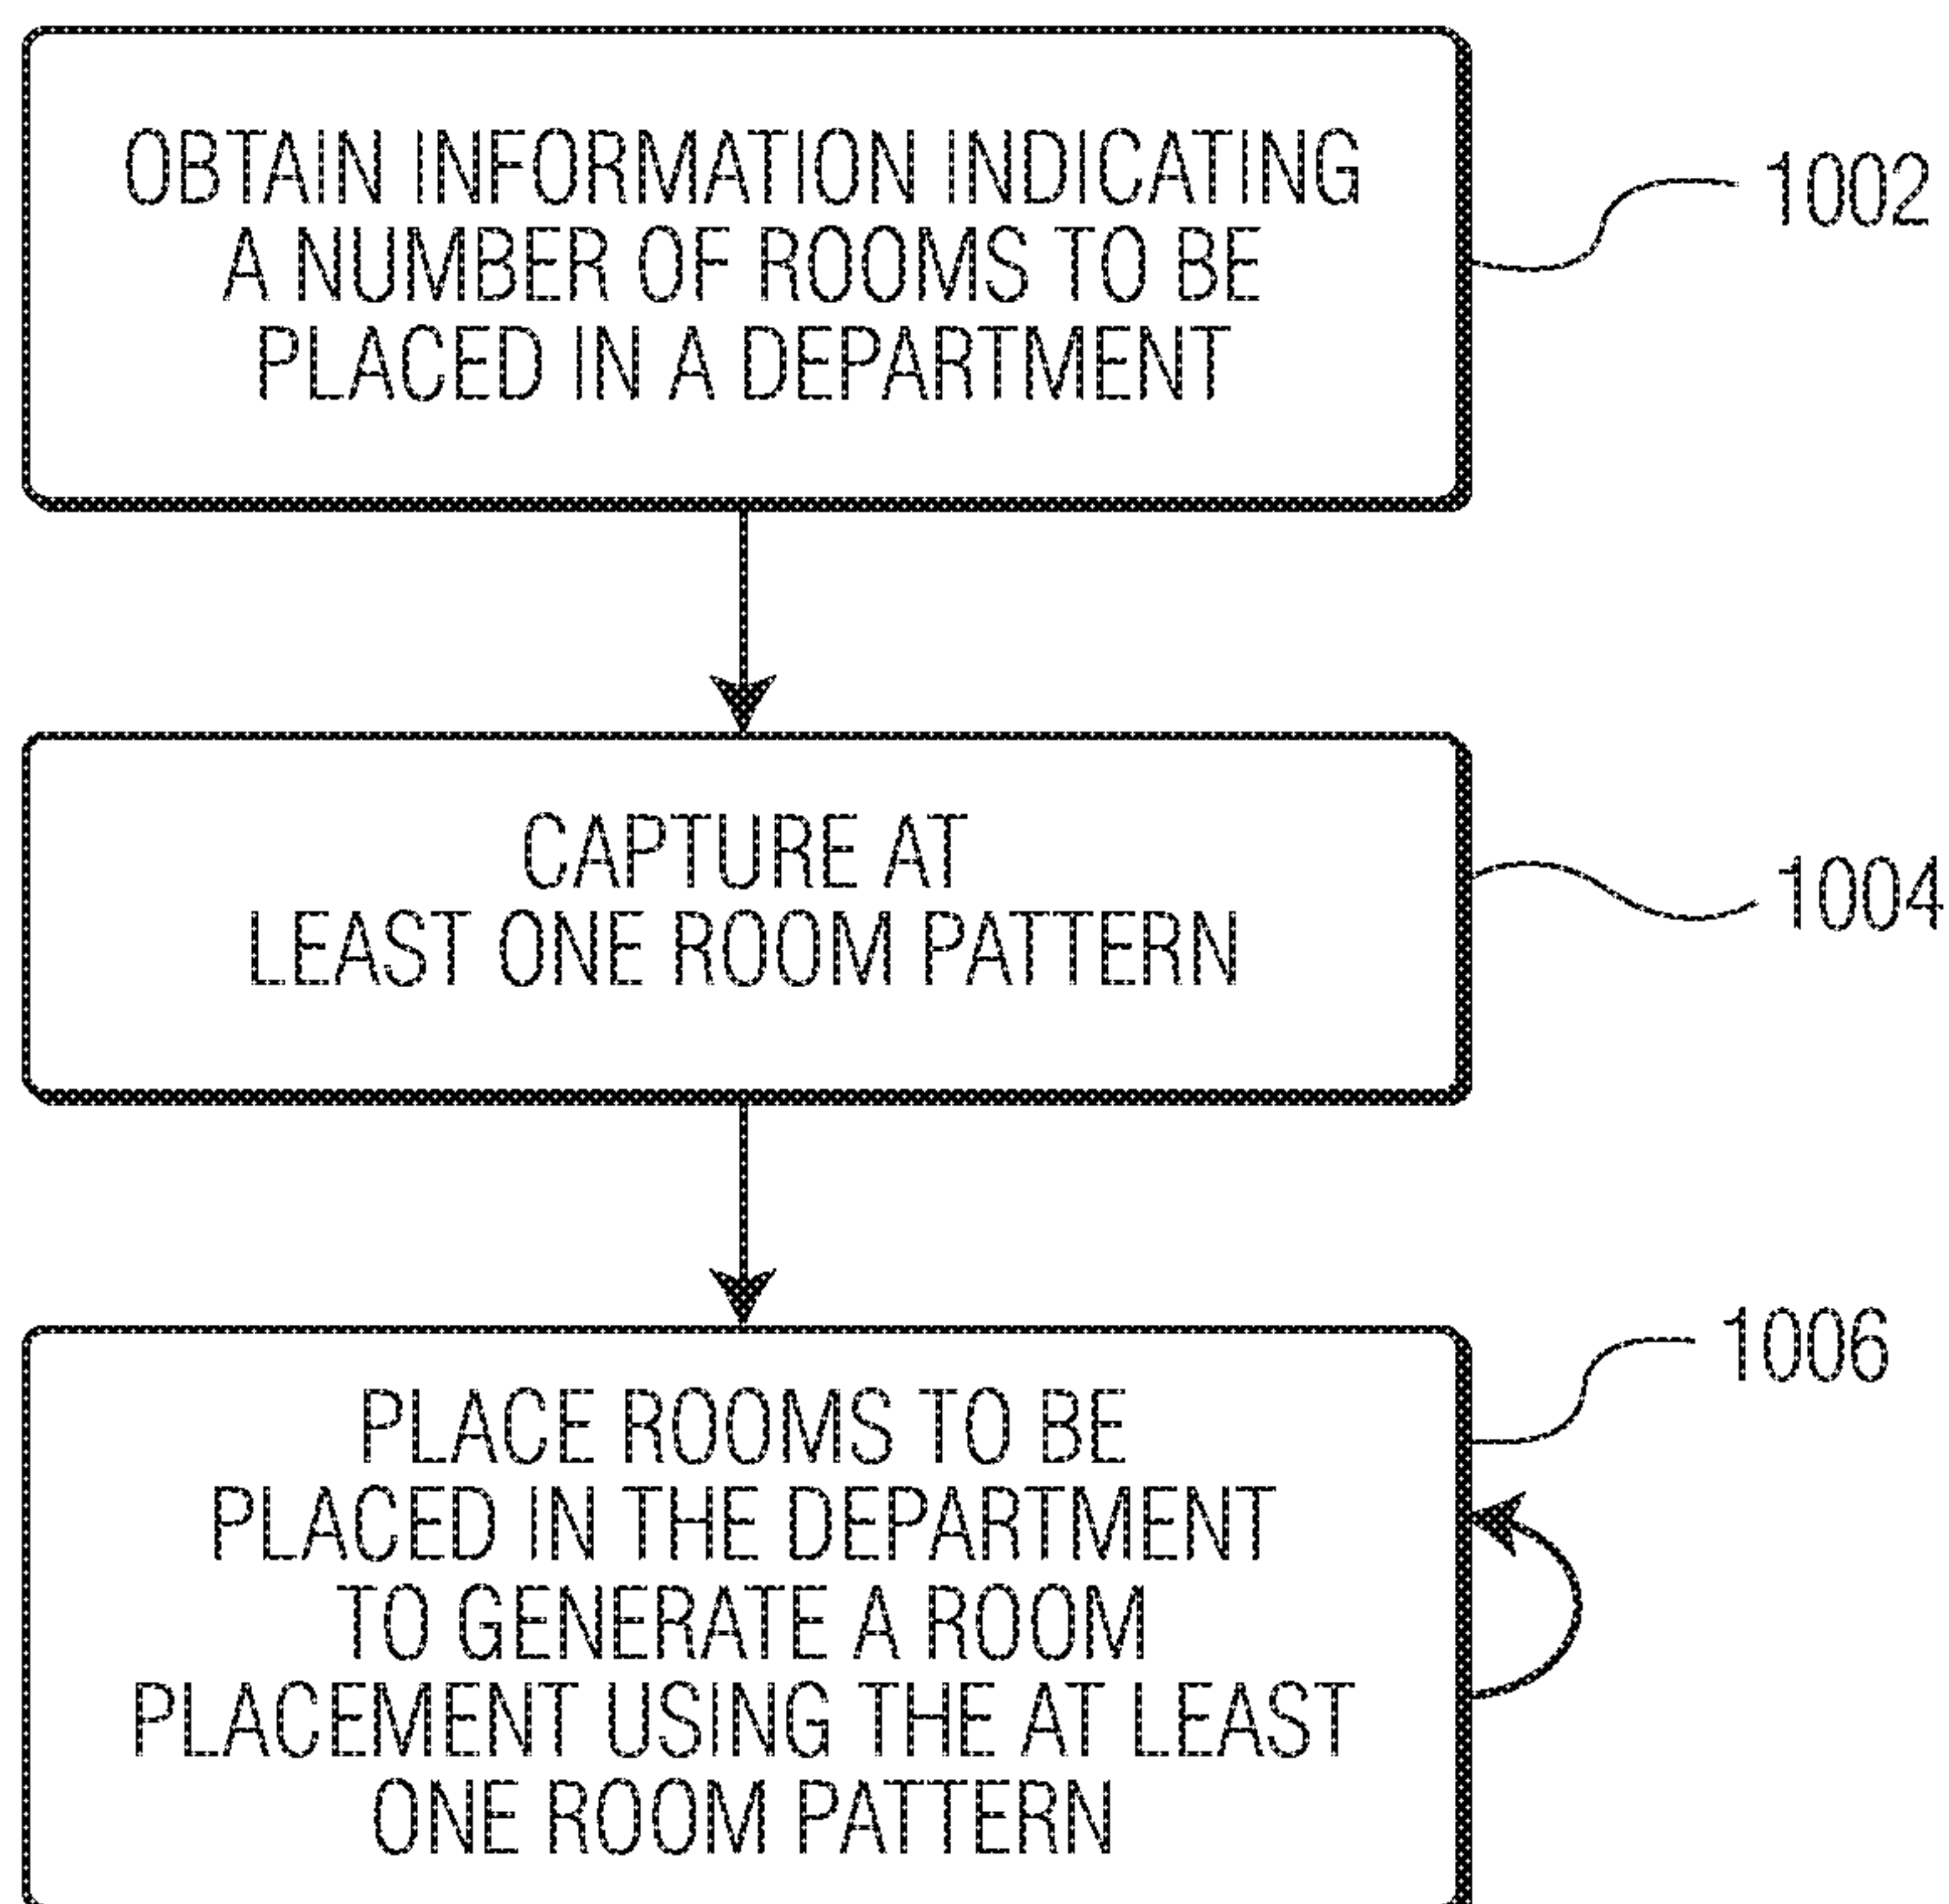 OBTAIN INFORMATION INDICATING
A NUMBER OF ROOMS TO BE
PLACED IN A DEPARTMENT
1002
CAPTURE AT
LEAST ONE ROOM PATTERN
1004
PLACE ROOMS TO BE
PLACED IN THE DEPARTMENT
TO GENERATE A ROOM
PLACEMENT USING THE AT LEAST
ONE ROOM PATTERN
1006